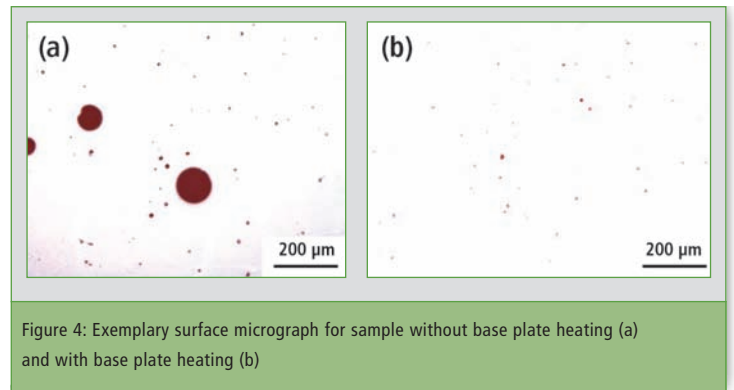 (a)
(b)
200 µm
200 µm
Figure 4: Exemplary surface micrograph for sample without base plate heating (a)
and with base plate heating (b)